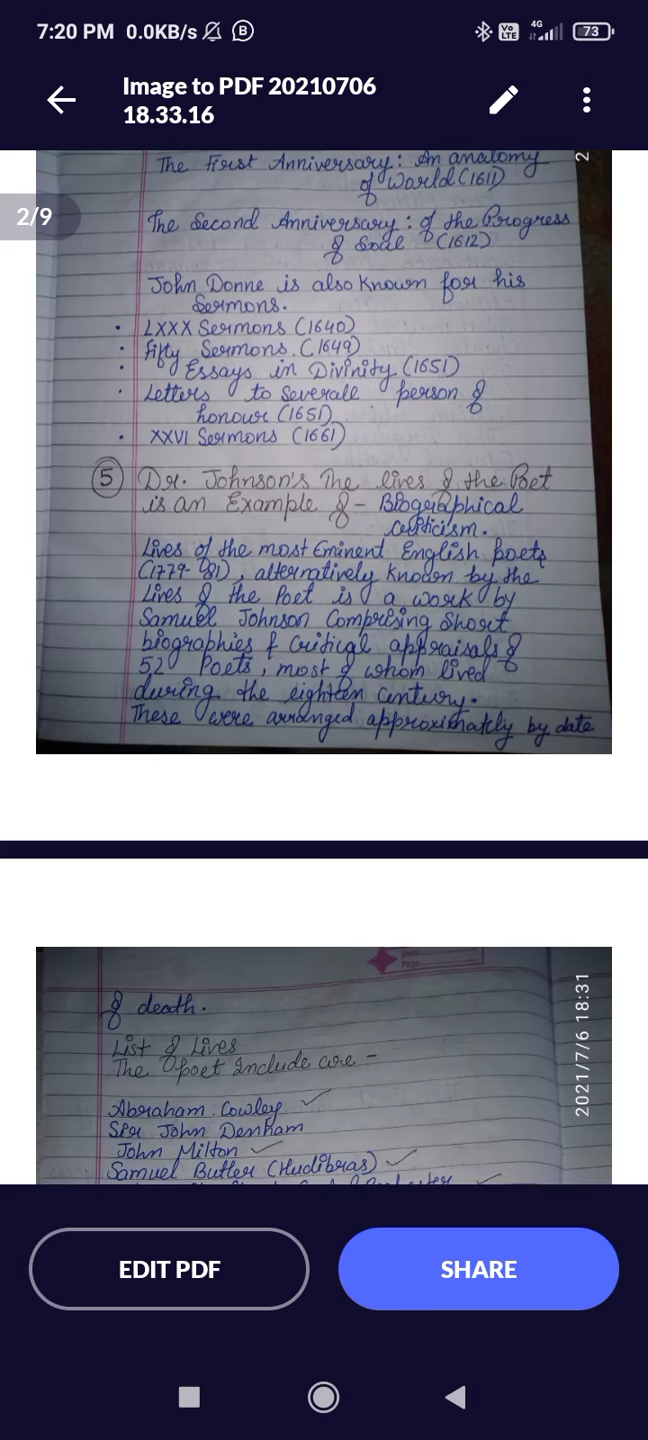 7:20 PM 0.0KB/s B 4G Vo LTE 73
Image to PDF 20210706
18.33.16
The First Anniversary: An anatomy
of World (1611)
2
2/9
The Second Anniversary: of the Progress
of Soul (1612)
John Donne is also known for his
Sermons.
• LXXX Sermons (1640)
• Fifty Sermons. (1649)
• Essays in Divinity (1651)
• Letters to Severall person of
honour (1651)
• XXVI Sermons (1661)
5 Dr. Johnson's The lives of the Poet
is an Example of - Biographical
criticism.
Lives of the most Eminent English poets
(1779-81), alternatively known by the
Lives of the Poet is a work by
Samuel Johnson Comprising Short
biographies & Critical appraisals of
52 Poets, most of whom lived
during the eighteen Century.
These were arranged approximately by date
Date
Page
of death.
List of Lives
The poet Include are -
Abraham Cowley ✓
Sir John Denham
John Milton ✓
Samuel Butler (Hudibras) ✓
2021/7/6 18:31
EDIT PDF
SHARE